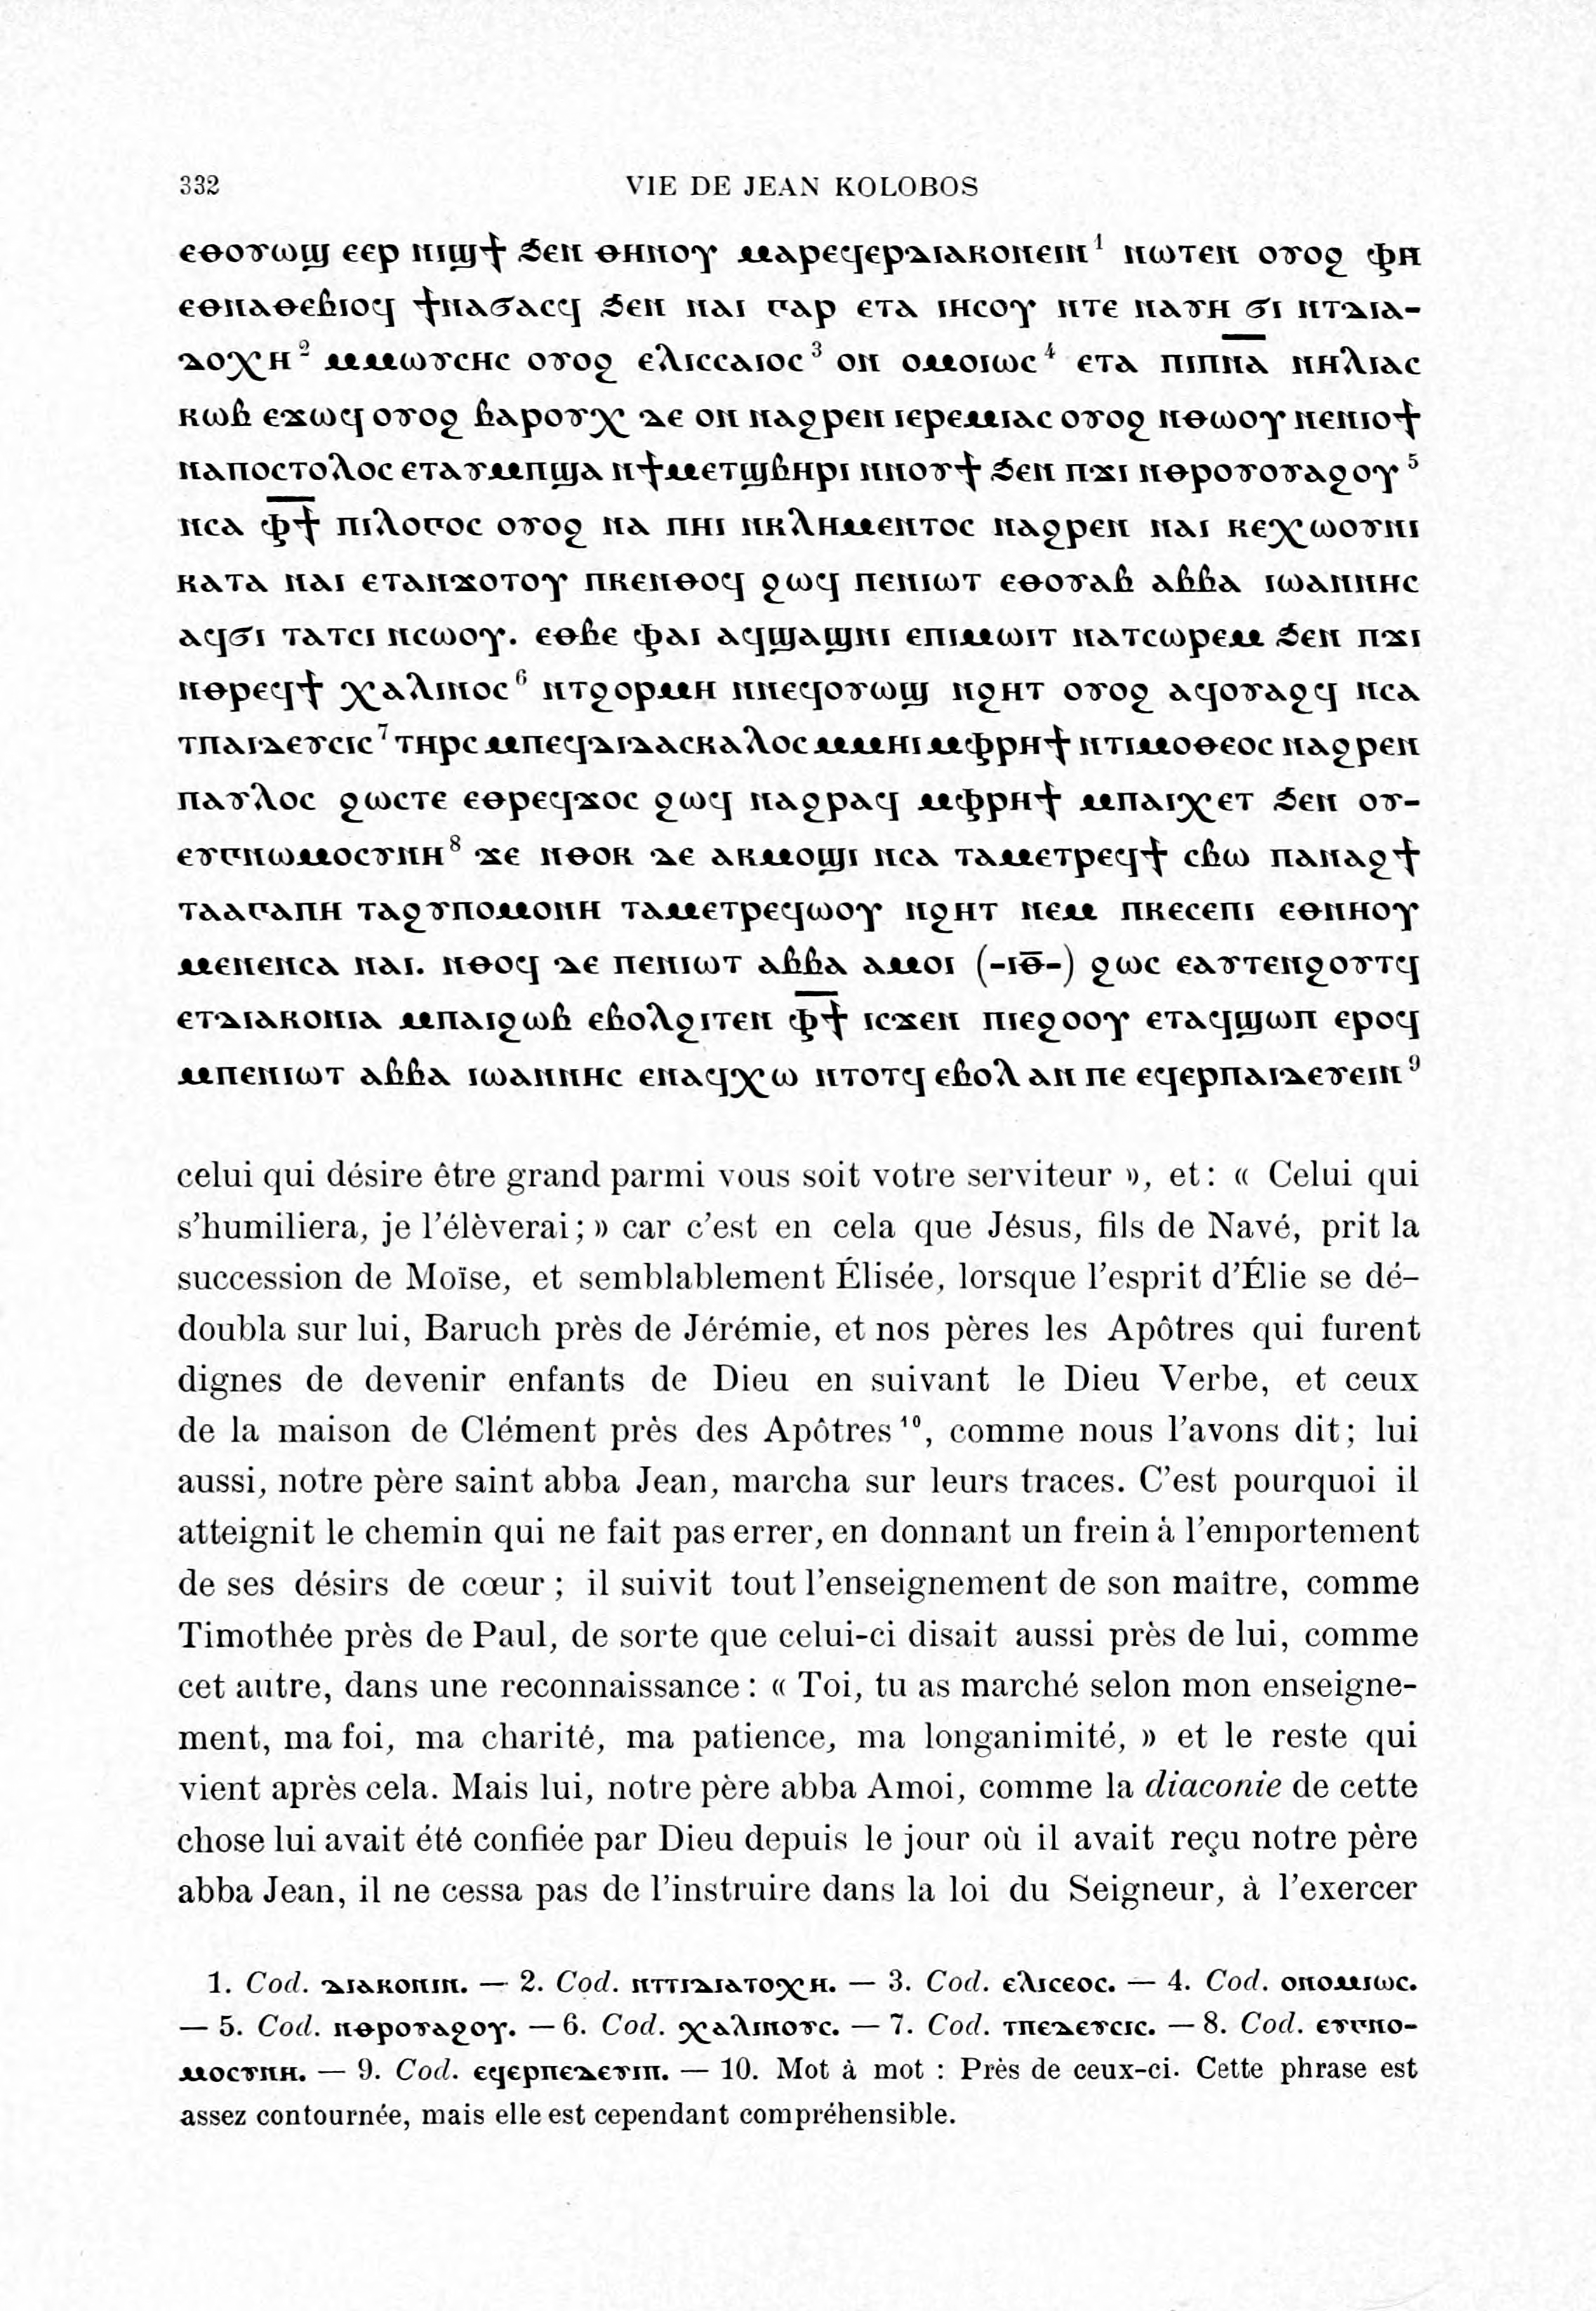 332 VIE DE JEAN KOLOBOS
ⲉⲑⲟⲩⲱϣ ⲉⲉⲣ ⲛⲓϣϯ ϧⲉⲛ ⲑⲏⲛⲟⲩ ⲙⲁⲣⲉϥⲉⲣⲇⲓⲁⲕⲟⲛⲉⲓⲛ¹ ⲛⲱⲧⲉⲛ ⲟⲩⲟϩ ⲫⲏ
ⲉⲑⲛⲁⲑⲉⲃⲓⲟϥ ϯⲛⲁϭⲁⲥϥ ϧⲉⲛ ⲛⲁⲓ ⲅⲁⲣ ⲉⲧⲁ ⲓⲏⲥⲟⲩ ⲛⲧⲉ ⲛⲁⲩⲏ ϭⲓ ⲛⲧⲇⲓⲁ-
ⲇⲟⲭⲏ² ⲙⲙⲱⲩⲥⲏⲥ ⲟⲩⲟϩ ⲉⲗⲓⲥⲥⲁⲓⲟⲥ³ ⲟⲛ ⲟⲙⲟⲓⲱⲥ⁴ ⲉⲧⲁ ⲡⲓⲡ̅ⲛ̅ⲁ̅ ⲛⲏⲗⲓⲁⲥ
ⲕⲱⲃ ⲉϫⲱϥ ⲟⲩⲟϩ ⲃⲁⲣⲟⲩⲭ ⲇⲉ ⲟⲛ ⲛⲁϩⲣⲉⲛ ⲓⲉⲣⲉⲙⲓⲁⲥ ⲟⲩⲟϩ ⲛⲑⲱⲟⲩ ⲛⲉⲛⲓⲟϯ
ⲛⲁⲡⲟⲥⲧⲟⲗⲟⲥ ⲉⲧⲁⲩⲙⲡϣⲁ ⲛϯⲙⲉⲧϣⲃⲏⲣⲓ ⲛⲛⲟⲩϯ ϧⲉⲛ ⲡϫⲓ ⲛⲑⲣⲟⲩⲟⲩⲁϩⲟⲩ⁵
ⲛⲥⲁ ⲫ̅ϯ̅ ⲡⲓⲗⲟⲅⲟⲥ ⲟⲩⲟϩ ⲛⲁ ⲡⲏⲓ ⲛⲕⲗⲏⲙⲉⲛⲧⲟⲥ ⲛⲁϩⲣⲉⲛ ⲛⲁⲓ ⲕⲉⲭⲱⲟⲩⲛⲓ
ⲕⲁⲧⲁ ⲛⲁⲓ ⲉⲧⲁⲛϫⲟⲧⲟⲩ ⲡⲕⲉⲛⲑⲟϥ ϩⲱϥ ⲡⲉⲛⲓⲱⲧ ⲉⲑⲟⲩⲁⲃ ⲁⲃⲃⲁ ⲓⲱⲁⲛⲛⲏⲥ
ⲁϥϭⲓ ⲧⲁⲧⲥⲓ ⲛⲥⲱⲟⲩ. ⲉⲑⲃⲉ ⲫⲁⲓ ⲁϥϣⲁϣⲛⲓ ⲉⲡⲓⲙⲱⲓⲧ ⲛⲁⲧⲥⲱⲣⲉⲙ ϧⲉⲛ ⲡϫⲓ
ⲛⲑⲣⲉϥϯ ⲭⲁⲗⲓⲛⲟⲥ⁶ ⲛⲧϩⲟⲣⲙⲏ ⲛⲛⲉϥⲟⲩⲱϣ ⲛϩⲏⲧ ⲟⲩⲟϩ ⲁϥⲟⲩⲁϩϥ ⲛⲥⲁ
ⲧⲡⲁⲓⲇⲉⲩⲥⲓⲥ⁷ ⲧⲏⲣⲥ ⲙⲡⲉϥⲇⲓⲇⲁⲥⲕⲁⲗⲟⲥ ⲙⲙⲏⲓ ⲙⲫⲣⲏϯ ⲛⲧⲓⲙⲟⲑⲉⲟⲥ ⲛⲁϩⲣⲉⲛ
ⲡⲁⲩⲗⲟⲥ ϩⲱⲥⲧⲉ ⲉⲑⲣⲉϥϫⲟⲥ ϩⲱϥ ⲛⲁϩⲣⲁϥ ⲙⲫⲣⲏϯ ⲙⲡⲁⲓⲭⲉⲧ ϧⲉⲛ ⲟⲩ-
ⲉⲩⲅⲛⲱⲙⲟⲥⲩⲛⲏ⁸ ϫⲉ ⲛⲑⲟⲕ ⲇⲉ ⲁⲕⲙⲟϣⲓ ⲛⲥⲁ ⲧⲁⲙⲉⲧⲣⲉϥϯ ⲥⲃⲱ ⲡⲁⲛⲁϩϯ
ⲧⲁⲁⲅⲁⲡⲏ ⲧⲁϩⲩⲡⲟⲙⲟⲛⲏ ⲧⲁⲙⲉⲧⲣⲉϥⲱⲟⲩ ⲛϩⲏⲧ ⲛⲉⲙ ⲡⲕⲉⲥⲉⲡⲓ ⲉⲑⲛⲏⲟⲩ
ⲙⲉⲛⲉⲛⲥⲁ ⲛⲁⲓ. ⲛⲑⲟϥ ⲇⲉ ⲡⲉⲛⲓⲱⲧ ⲁⲃⲃⲁ ⲁⲙⲟⲓ (-ⲓⲑ̅-) ϩⲱⲥ ⲉⲁⲩⲧⲉⲛϩⲟⲩⲧϥ
ⲉⲧⲇⲓⲁⲕⲟⲛⲓⲁ ⲙⲡⲁⲓϩⲱⲃ ⲉⲃⲟⲗϩⲓⲧⲉⲛ ⲫ̅ϯ̅ ⲓⲥϫⲉⲛ ⲡⲓⲉϩⲟⲟⲩ ⲉⲧⲁϥϣⲱⲡ ⲉⲣⲟϥ
ⲙⲡⲉⲛⲓⲱⲧ ⲁⲃⲃⲁ ⲓⲱⲁⲛⲛⲏⲥ ⲉⲛⲁϥⲭⲱ ⲛⲧⲟⲧϥ ⲉⲃⲟⲗ ⲁⲛ ⲡⲉ ⲉϥⲉⲣⲡⲁⲓⲇⲉⲩⲉⲓⲛ⁹
celui qui désire être grand parmi vous soit votre serviteur », et : « Celui qui
s'humiliera, je l'élèverai ; » car c'est en cela que Jésus, fils de Navé, prit la
succession de Moïse, et semblablement Élisée, lorsque l'esprit d'Élie se dé-
doubla sur lui, Baruch près de Jérémie, et nos pères les Apôtres qui furent
dignes de devenir enfants de Dieu en suivant le Dieu Verbe, et ceux
de la maison de Clément près des Apôtres¹⁰, comme nous l'avons dit ; lui
aussi, notre père saint abba Jean, marcha sur leurs traces. C'est pourquoi il
atteignit le chemin qui ne fait pas errer, en donnant un frein à l'emportement
de ses désirs de cœur ; il suivit tout l'enseignement de son maître, comme
Timothée près de Paul, de sorte que celui-ci disait aussi près de lui, comme
cet autre, dans une reconnaissance : « Toi, tu as marché selon mon enseigne-
ment, ma foi, ma charité, ma patience, ma longanimité, » et le reste qui
vient après cela. Mais lui, notre père abba Amoi, comme la diaconie de cette
chose lui avait été confiée par Dieu depuis le jour où il avait reçu notre père
abba Jean, il ne cessa pas de l'instruire dans la loi du Seigneur, à l'exercer
1. Cod. ⲇⲓⲁⲕⲟⲛⲓⲛ. — 2. Cod. ⲛⲧⲧⲓⲇⲓⲁⲧⲟⲭⲏ. — 3. Cod. ⲉⲗⲓⲥⲉⲟⲥ. — 4. Cod. ⲟⲛⲟⲙⲓⲱⲥ.
— 5. Cod. ⲛⲑⲣⲟⲩⲁϩⲟⲩ. — 6. Cod. ⲭⲁⲗⲓⲛⲟⲩⲥ. — 7. Cod. ⲧⲡⲉⲇⲉⲩⲥⲓⲥ. — 8. Cod. ⲉⲩⲅⲛⲟ-
ⲙⲟⲥⲩⲛⲏ. — 9. Cod. ⲉϥⲉⲣⲡⲉⲇⲉⲩⲓⲛ. — 10. Mot à mot : Près de ceux-ci. Cette phrase est
assez contournée, mais elle est cependant compréhensible.